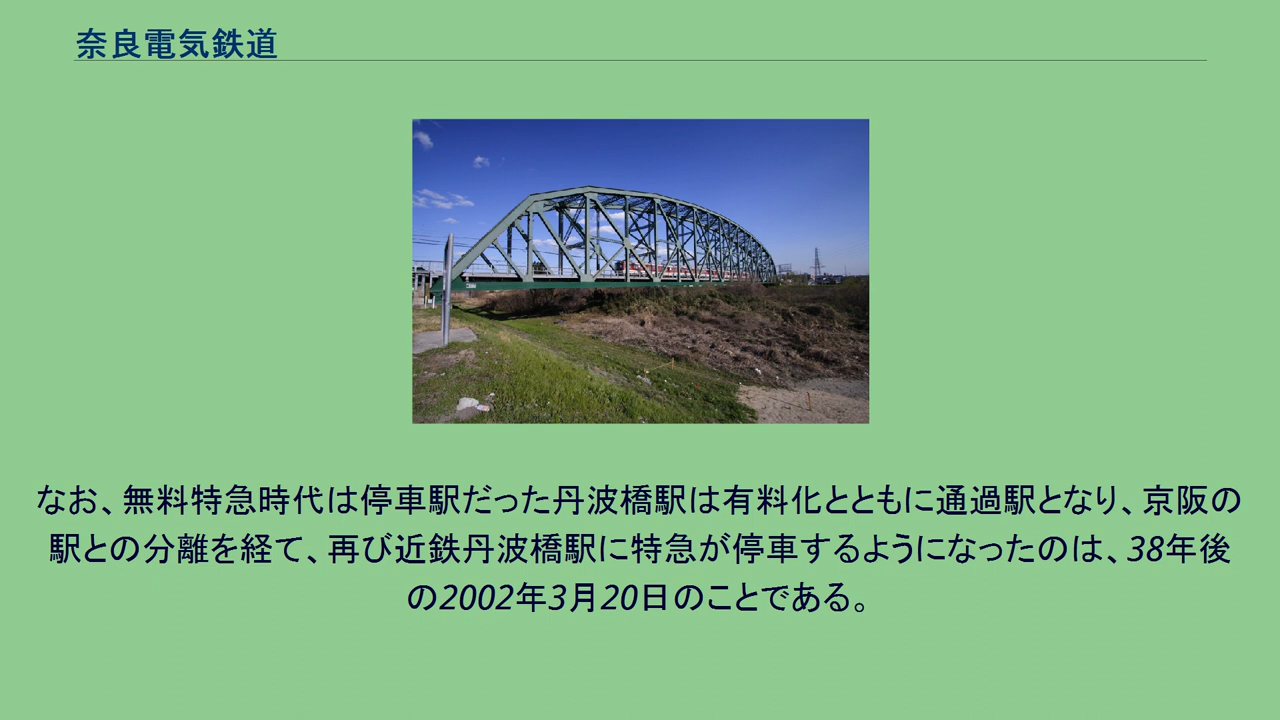 奈良電気鉄道
なお、無料特急時代は停車駅だった丹波橋駅は有料化とともに通過駅となり、京阪の
駅との分離を経て、再び近鉄丹波橋駅に特急が停車するようになったのは、38年後
の2002年3月20日のことである。